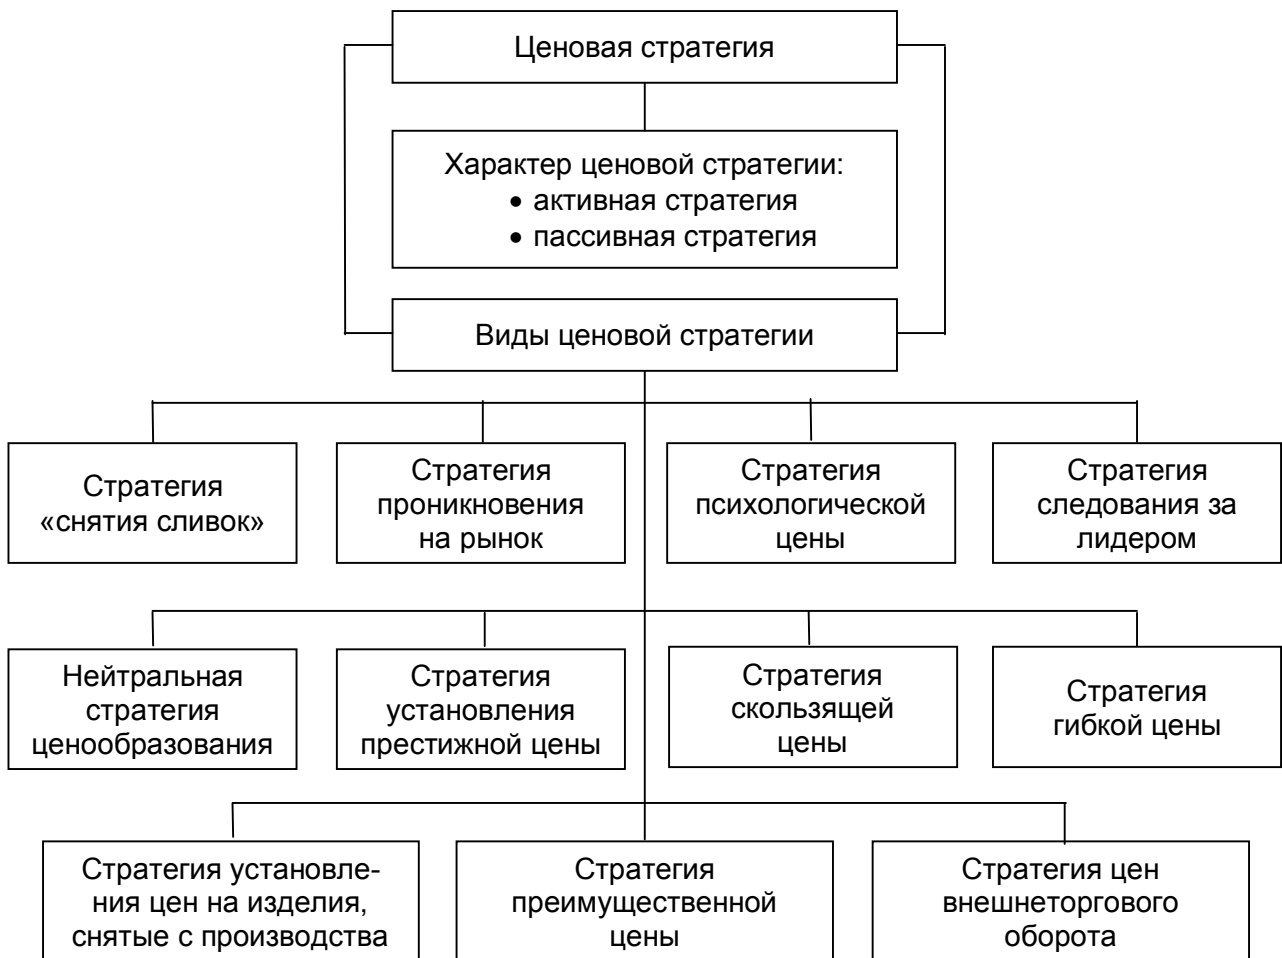 Ценовая стратегия
Характер ценовой стратегии:
• активная стратегия
• пассивная стратегия
Виды ценовой стратегии
Стратегия
«снятия сливок»
Стратегия
проникновения
на рынок
Стратегия
психологической
цены
Стратегия
следования за
лидером
Нейтральная
стратегия
ценообразования
Стратегия
установления
престижной цены
Стратегия
скользящей
цены
Стратегия
гибкой цены
Стратегия установле-
ния цен на изделия,
снятые с производства
Стратегия
преимущественной
цены
Стратегия цен
внешнеторгового
оборота